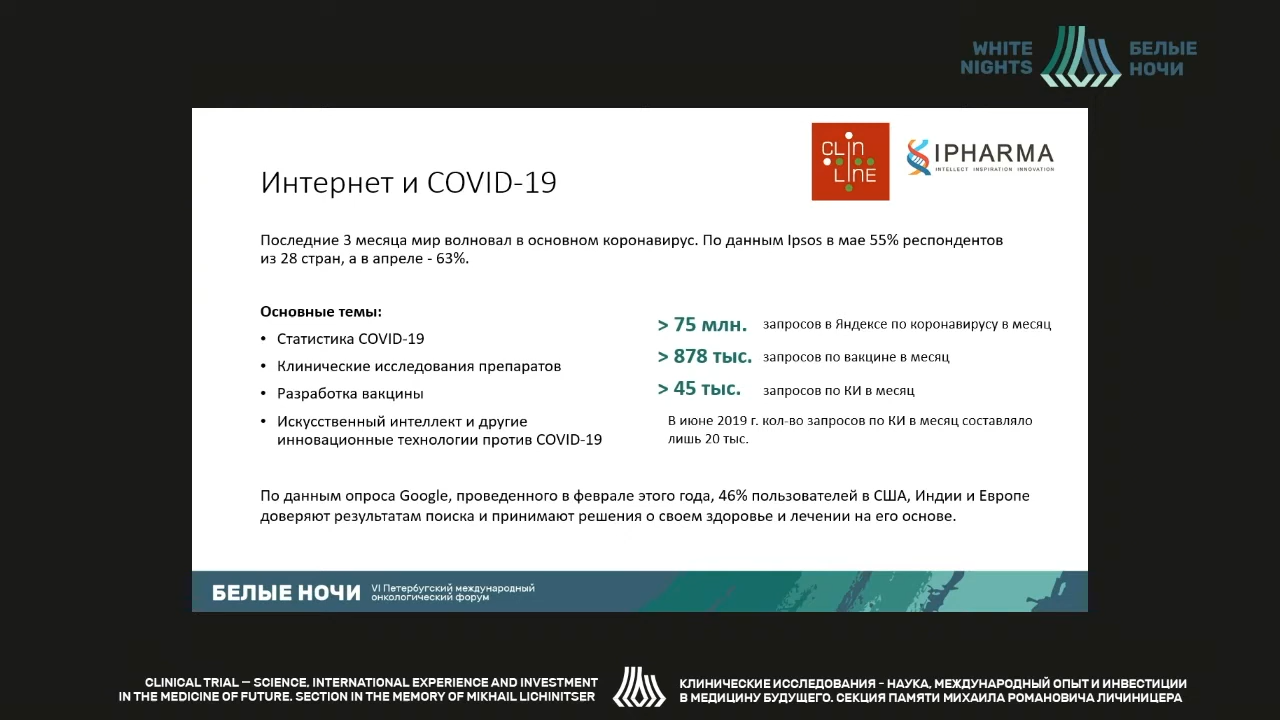 WHITE
NIGHTS
БЕЛЫЕ
НОЧИ
CLIN
LINE
IPHARMA
INTELLECT INSPIRATION INNOVATION
Интернет и COVID-19
Последние 3 месяца мир волновал в основном коронавирус. По данным Ipsos в мае 55% респондентов
из 28 стран, а в апреле - 63%.
Основные темы:
• Статистика COVID-19
• Клинические исследования препаратов
• Разработка вакцины
• Искусственный интеллект и другие
инновационные технологии против COVID-19
> 75 млн. запросов в Яндексе по коронавирусу в месяц
> 878 тыс. запросов по вакцине в месяц
> 45 тыс. запросов по КИ в месяц
В июне 2019 г. кол-во запросов по КИ в месяц составляло
лишь 20 тыс.
По данным опроса Google, проведенного в феврале этого года, 46% пользователей в США, Индии и Европе
доверяют результатам поиска и принимают решения о своем здоровье и лечении на его основе.
БЕЛЫЕ НОЧИ
VI Петербургский международный
онкологический форум
CLINICAL TRIAL – SCIENCE, INTERNATIONAL EXPERIENCE AND INVESTMENT
IN THE MEDICINE OF FUTURE. SECTION IN THE MEMORY OF MIKHAIL LICHINITSER
КЛИНИЧЕСКИЕ ИССЛЕДОВАНИЯ - НАУКА, МЕЖДУНАРОДНЫЙ ОПЫТ И ИНВЕСТИЦИИ
В МЕДИЦИНУ БУДУЩЕГО. СЕКЦИЯ ПАМЯТИ МИХАИЛА РОМАНОВИЧА ЛИЧИНИЦЕРА